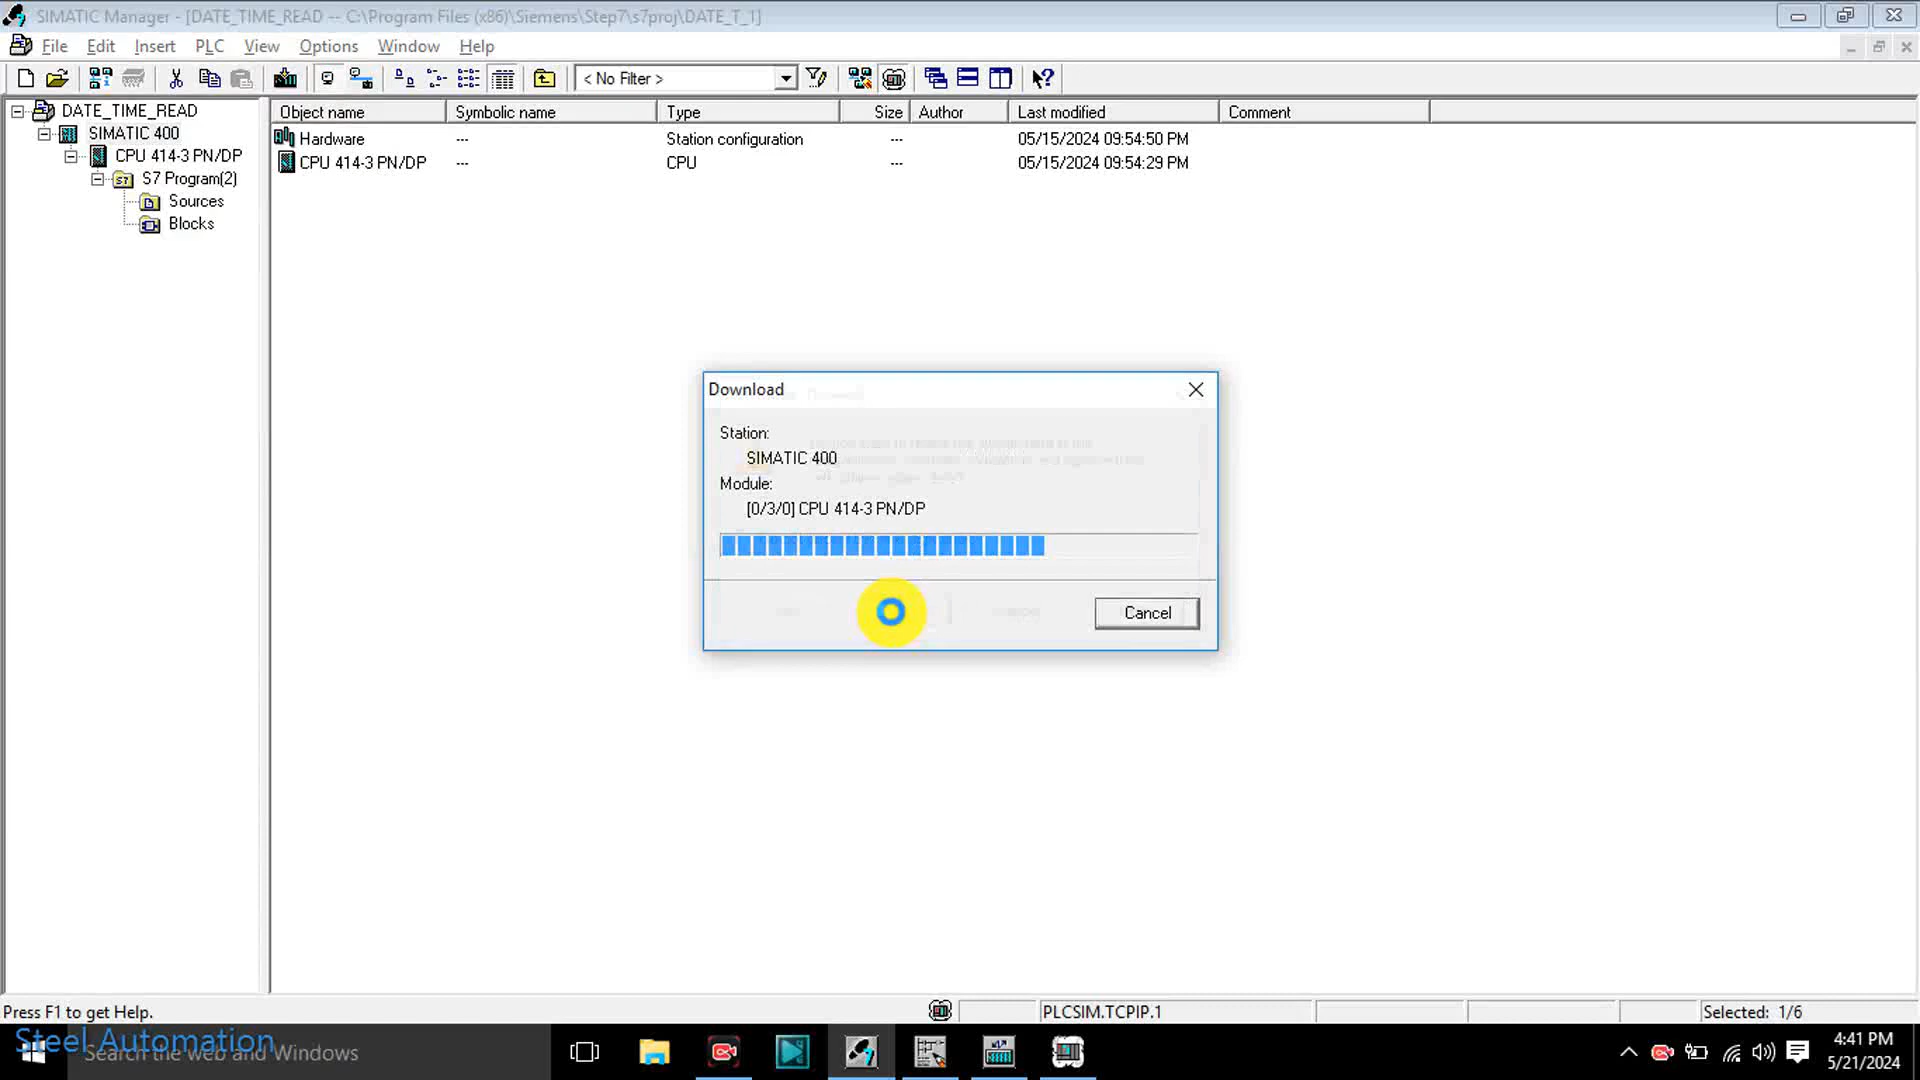 SIMATIC Manager - [DATE_TIME_READ -- C:\Program Files (x86)\Siemens\Step7\s7proj\DATE_T_1]
File Edit Insert PLC View Options Window Help
< No Filter >
DATE_TIME_READ
SIMATIC 400
CPU 414-3 PN/DP
S7 Program(2)
Sources
Blocks
Object name Symbolic name Type Size Author Last modified Comment
Hardware --- Station configuration --- 05/15/2024 09:54:50 PM
CPU 414-3 PN/DP --- CPU --- 05/15/2024 09:54:29 PM
Download
Station:
SIMATIC 400
Module:
[0/3/0] CPU 414-3 PN/DP
Cancel
Press F1 to get Help.
PLCSIM.TCPIP.1
Selected: 1/6
Steel Automation
Search the web and Windows
4:41 PM
5/21/2024